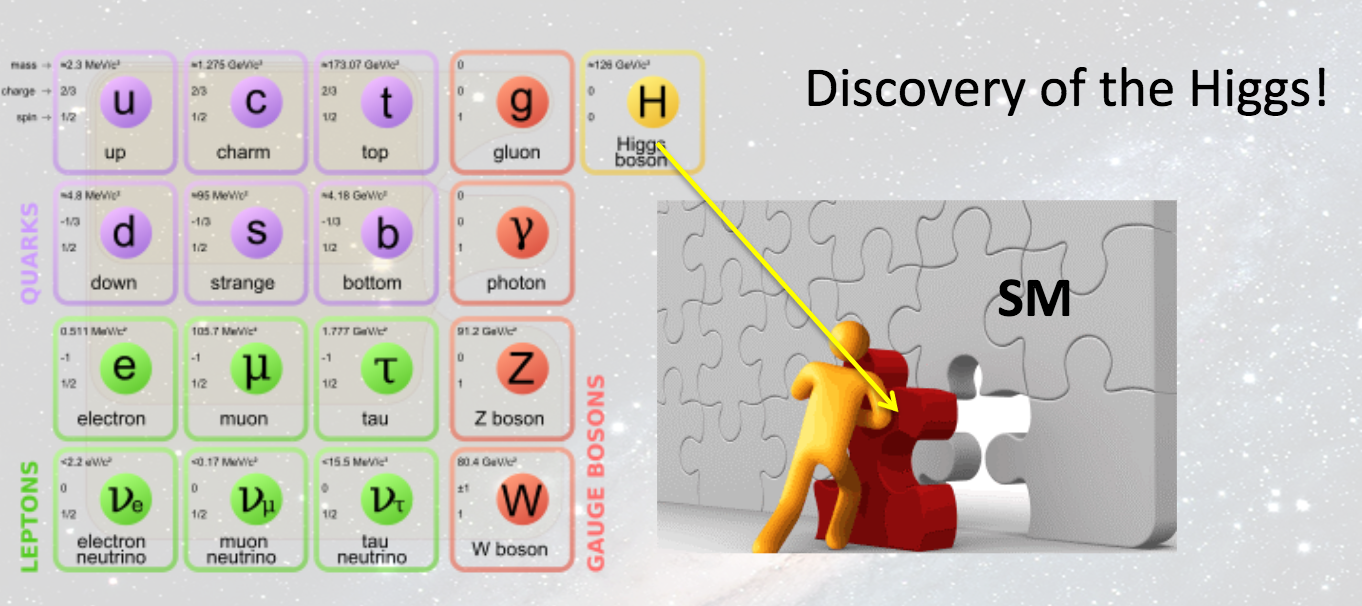 Discovery of the Higgs!
mass → ≈2.3 MeV/c²
charge → 2/3
spin → 1/2
u
up
≈1.275 GeV/c²
2/3
1/2
c
charm
≈173.07 GeV/c²
2/3
1/2
t
top
0
0
1
g
gluon
≈126 GeV/c²
0
0
H
Higgs
boson
QUARKS
≈4.8 MeV/c²
-1/3
1/2
d
down
≈95 MeV/c²
-1/3
1/2
s
strange
≈4.18 GeV/c²
-1/3
1/2
b
bottom
0
0
1
γ
photon
SM
0.511 MeV/c²
-1
1/2
e
electron
105.7 MeV/c²
-1
1/2
μ
muon
1.777 GeV/c²
-1
1/2
τ
tau
91.2 GeV/c²
0
1
Z
Z boson
GAUGE BOSONS
LEPTONS
<2.2 eV/c²
0
1/2
νe
electron
neutrino
<0.17 MeV/c²
0
1/2
νμ
muon
neutrino
<15.5 MeV/c²
0
1/2
ντ
tau
neutrino
80.4 GeV/c²
±1
1
W
W boson